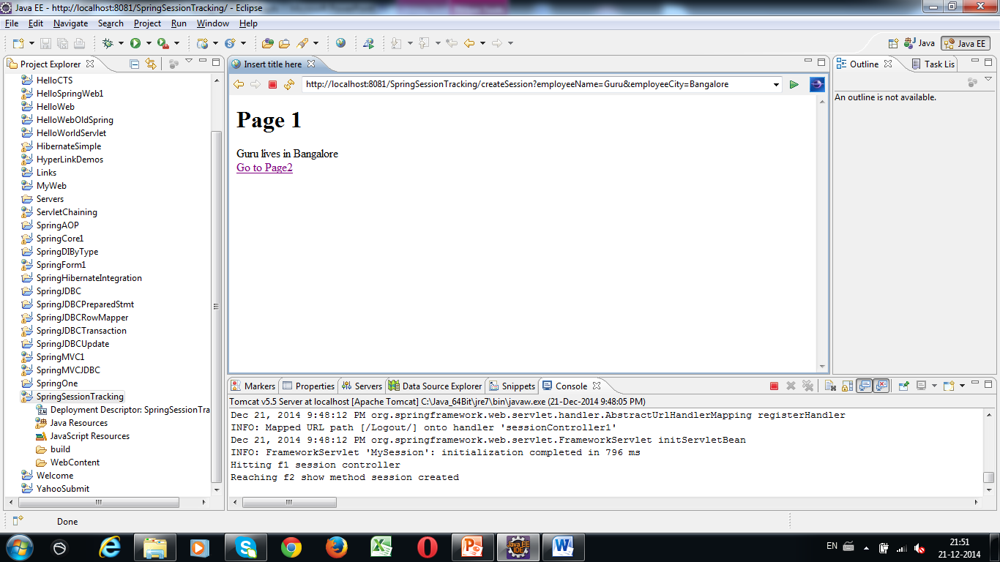 Java EE - http://localhost:8081/SpringSessionTracking/ - Eclipse
File Edit Navigate Search Project Run Window Help
Java Java EE
Project Explorer
HelloCTS
HelloSpringWeb1
HelloWeb
HelloWebOldSpring
HelloWorldServlet
HibernateSimple
HyperLinkDemos
Links
MyWeb
Servers
ServletChaining
SpringAOP
SpringCore1
SpringDIByType
SpringForm1
SpringHibernateIntegration
SpringJDBC
SpringJDBCPreparedStmt
SpringJDBCRowMapper
SpringJDBCTransaction
SpringJDBCUpdate
SpringMVC1
SpringMVCJDBC
SpringOne
SpringSessionTracking
Deployment Descriptor: SpringSessionTra
Java Resources
JavaScript Resources
build
WebContent
Welcome
YahooSubmit
Insert title here
http://localhost:8081/SpringSessionTracking/createSession?employeeName=Guru&employeeCity=Bangalore
Page 1
Guru lives in Bangalore
Go to Page2
Outline Task Lis
An outline is not available.
Markers Properties Servers Data Source Explorer Snippets Console
Tomcat v5.5 Server at localhost [Apache Tomcat] C:\Java_64Bit\jre7\bin\javaw.exe (21-Dec-2014 9:48:05 PM)
Dec 21, 2014 9:48:12 PM org.springframework.web.servlet.handler.AbstractUrlHandlerMapping registerHandler
INFO: Mapped URL path [/Logout/] onto handler 'sessionController1'
Dec 21, 2014 9:48:12 PM org.springframework.web.servlet.FrameworkServlet initServletBean
INFO: FrameworkServlet 'MySession': initialization completed in 796 ms
Hitting f1 session controller
Reaching f2 show method session created
Done
EN
21:51
21-12-2014